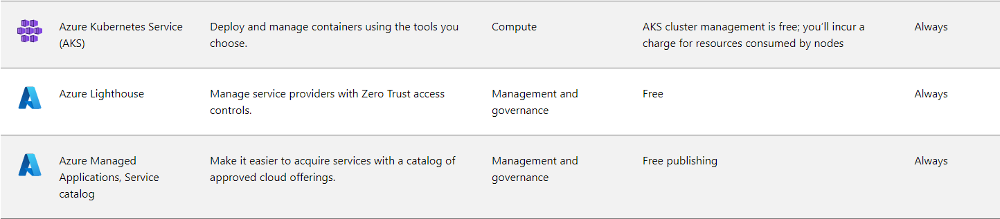 Azure Kubernetes Service (AKS)
Deploy and manage containers using the tools you choose.
Compute
AKS cluster management is free; you’ll incur a charge for resources consumed by nodes
Always
Azure Lighthouse
Manage service providers with Zero Trust access controls.
Management and governance
Free
Always
Azure Managed Applications, Service catalog
Make it easier to acquire services with a catalog of approved cloud offerings.
Management and governance
Free publishing
Always